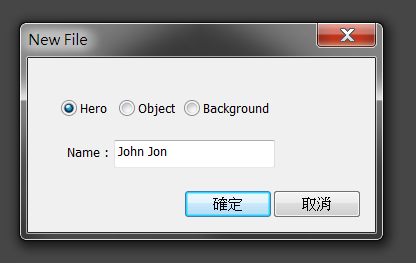 New File
Hero Object Background
Name : John Jon
確定 取消